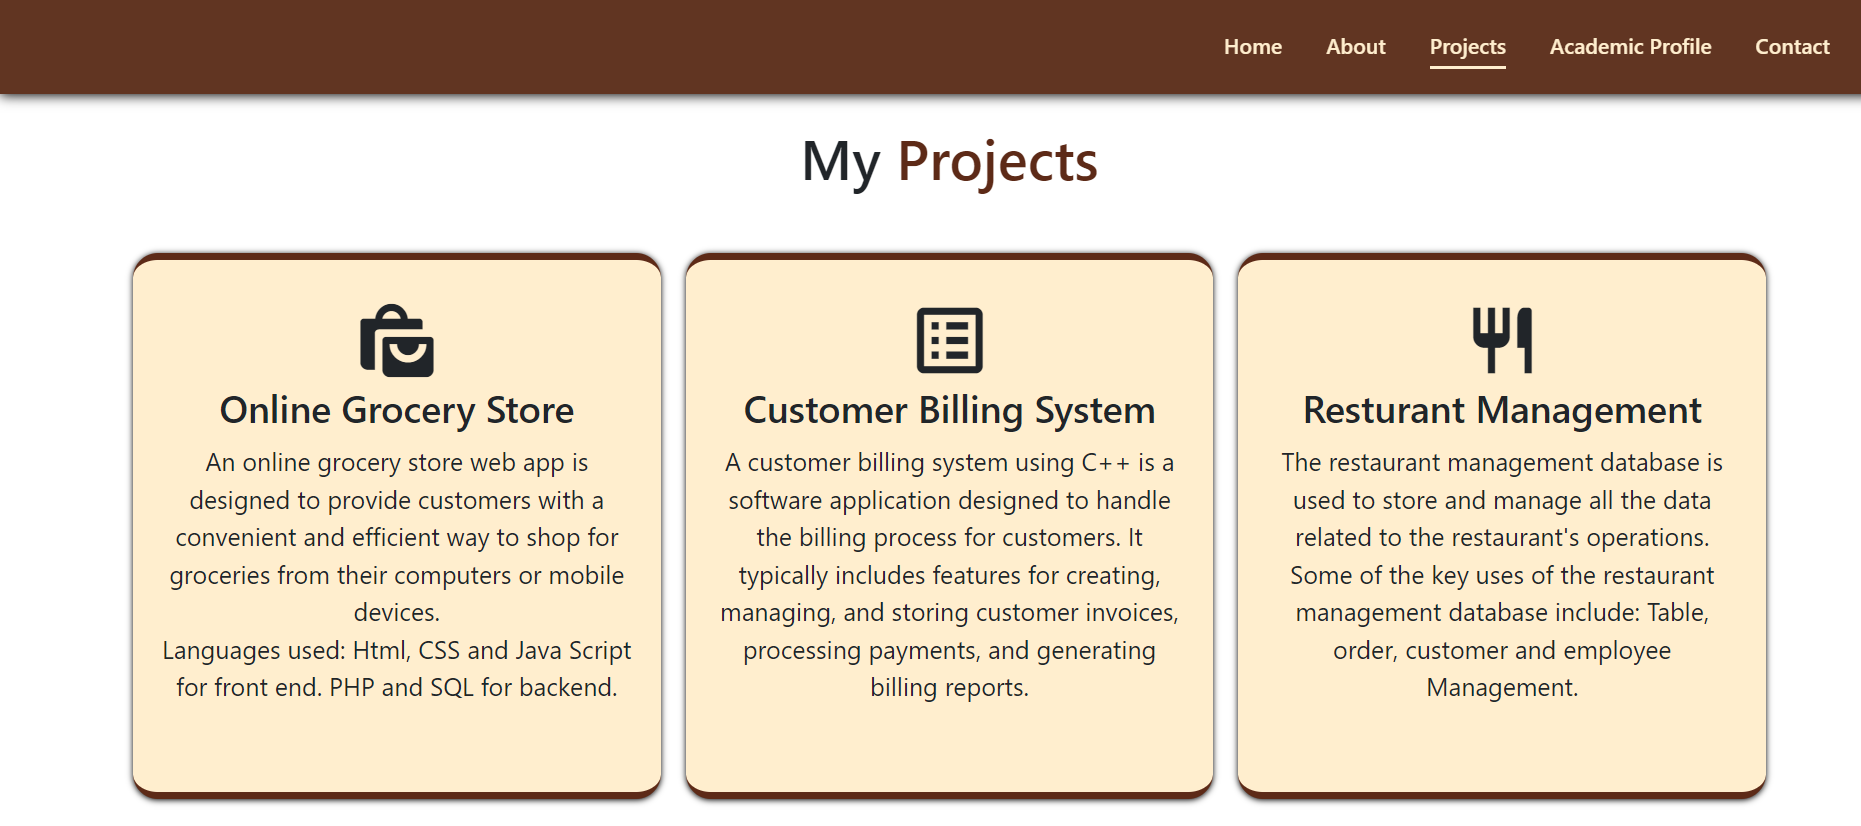 Home About Projects Academic Profile Contact
My Projects
Online Grocery Store
An online grocery store web app is
designed to provide customers with a
convenient and efficient way to shop for
groceries from their computers or mobile
devices.
Languages used: Html, CSS and Java Script
for front end. PHP and SQL for backend.
Customer Billing System
A customer billing system using C++ is a
software application designed to handle
the billing process for customers. It
typically includes features for creating,
managing, and storing customer invoices,
processing payments, and generating
billing reports.
Resturant Management
The restaurant management database is
used to store and manage all the data
related to the restaurant's operations.
Some of the key uses of the restaurant
management database include: Table,
order, customer and employee
Management.